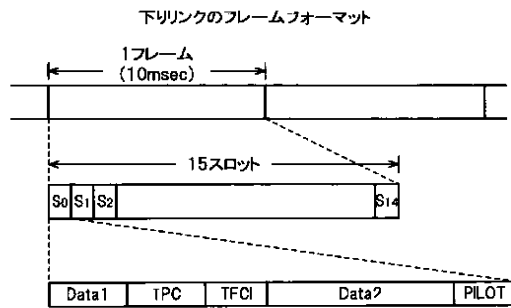 下りリンクのフレームフォーマット
1フレーム
(10msec)
15スロット
S0 S1 S2 S14
Data1 TPC TFCI Data2 PILOT